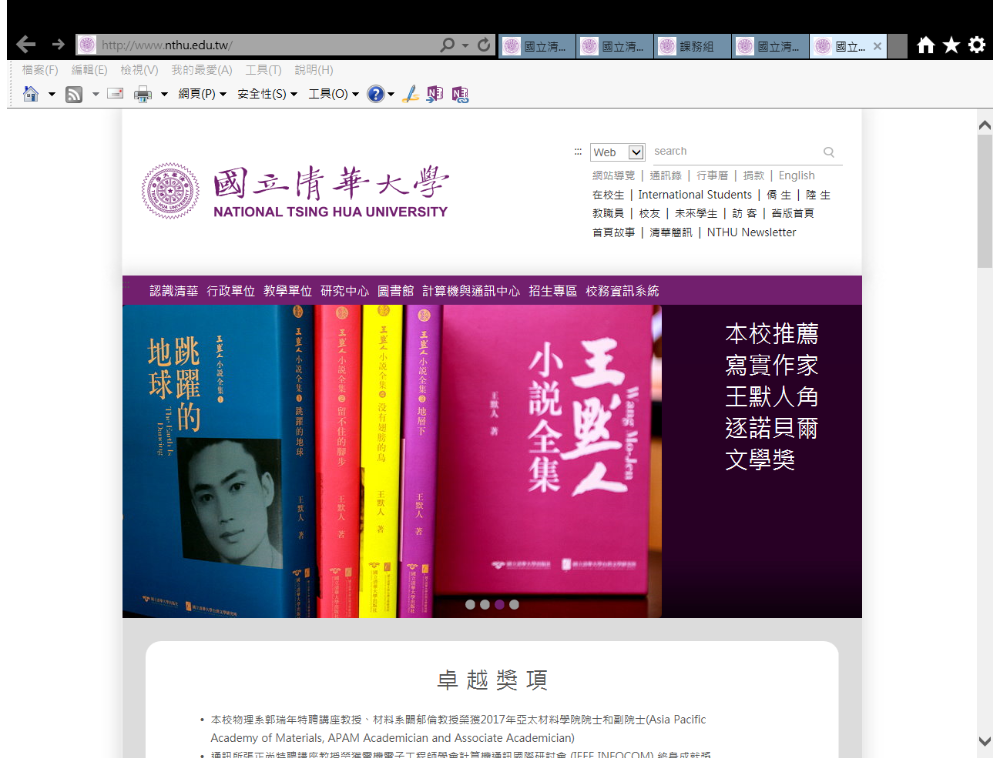 http://www.nthu.edu.tw/
國立清...
國立清...
課務組
國立清...
國立...
檔案(F) 編輯(E) 檢視(V) 我的最愛(A) 工具(T) 說明(H)
網頁(P) 安全性(S) 工具(O)
::: Web search
網站導覽 | 通訊錄 | 行事曆 | 捐款 | English
在校生 | International Students | 僑 生 | 陸 生
教職員 | 校友 | 未來學生 | 訪 客 | 舊版首頁
首頁故事 | 清華簡訊 | NTHU Newsletter
國立清華大學
NATIONAL TSING HUA UNIVERSITY
認識清華 行政單位 教學單位 研究中心 圖書館 計算機與通訊中心 招生專區 校務資訊系統
王默人小說全集1
跳躍的
地球
The Earth Is
Dancing
王默人小說全集1 跳躍的地球 王默人 著
王默人小說全集2 留不住的腳步 王默人 著
王默人小說全集4 沒有翅膀的鳥 王默人 著
王默人小說全集3 地層下 王默人 著
王默人
Wang Mo-Jen
小說全集
王默人 著
本校推薦
寫實作家
王默人角
逐諾貝爾
文學獎
卓越獎項
• 本校物理系郭瑞年特聘講座教授、材料系闕郁倫教授榮獲2017年亞太材料學院院士和副院士(Asia Pacific
Academy of Materials, APAM Academician and Associate Academician)
• 通訊所張正尚特聘講座教授榮獲電機電子工程師學會計算機通訊國際研討會 (IEEE INFOCOM) 終身成就獎